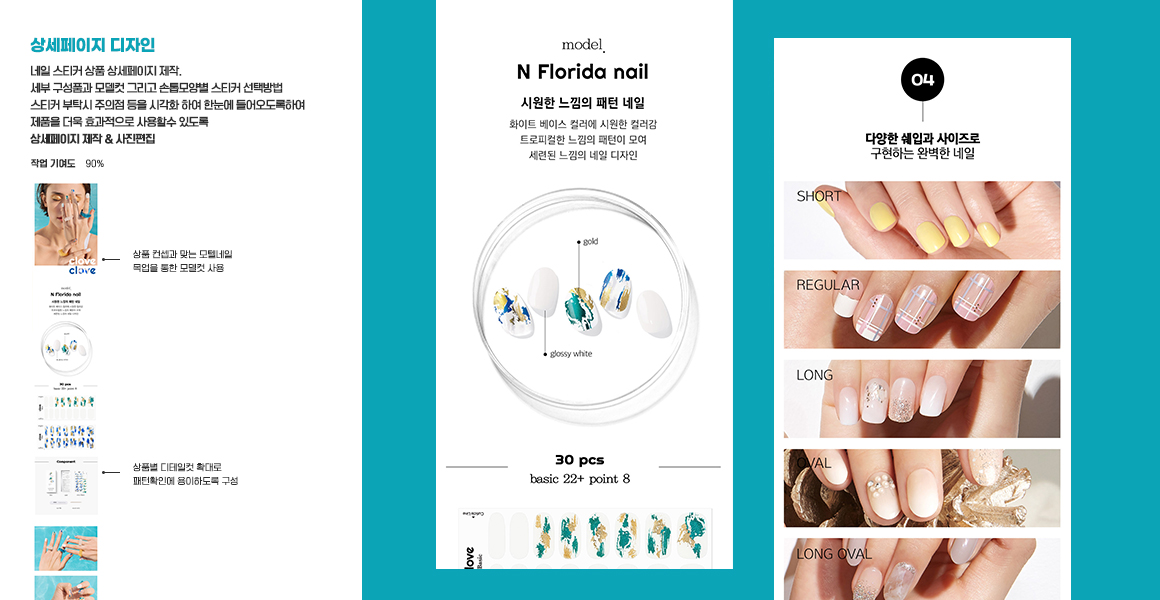 상세페이지 디자인
네일 스티커 상품 상세페이지 제작.
세부 구성품과 모델컷 그리고 손톱모양별 스티커 선택방법
스티커 부탁시 주의점 등을 시각화 하여 한눈에 들어오도록하여
제품을 더욱 효과적으로 사용할수 있도록
상세페이지 제작 & 사진편집
작업 기여도 90%
clove
clove
상품 컨셉과 맞는 모델네일
목업을 통한 모델컷 사용
N Florida nail
30 pcs
basic 22+ point 8
Component
상품별 디테일컷 확대로
패턴확인에 용이하도록 구성
model.
N Florida nail
시원한 느낌의 패턴 네일
화이트 베이스 컬러에 시원한 컬러감
트로피컬한 느낌의 패턴이 모여
세련된 느낌의 네일 디자인
gold
glossy white
30 pcs
basic 22+ point 8
Cuticle Line
love
Basic
04
다양한 쉐입과 사이즈로
구현하는 완벽한 네일
SHORT
REGULAR
LONG
OVAL
LONG OVAL